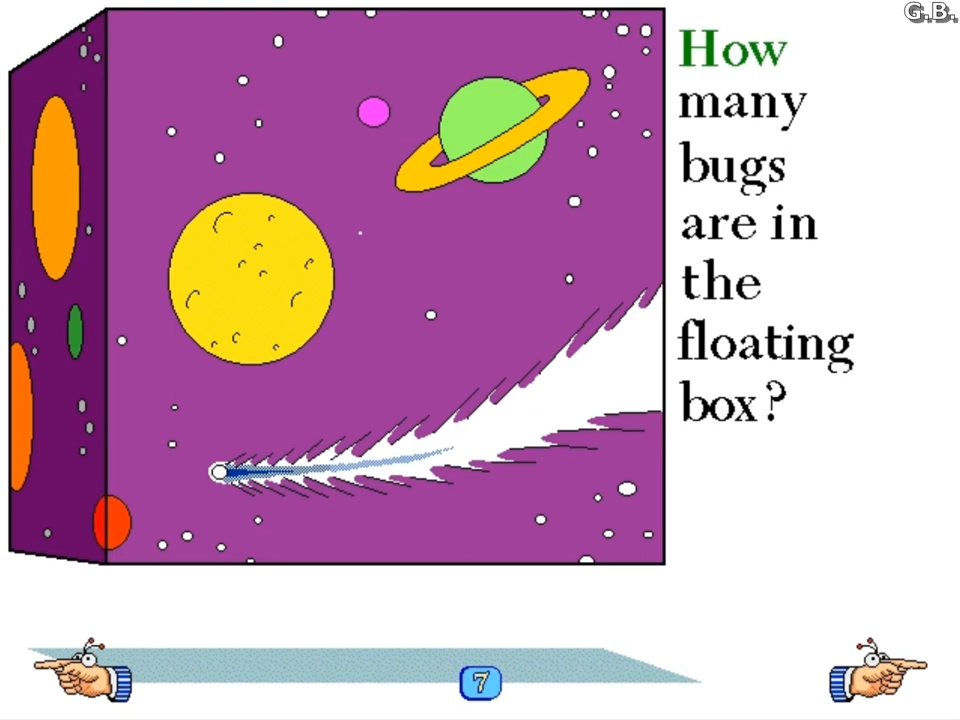 G.B.
How
many
bugs
are in
the
floating
box?
7